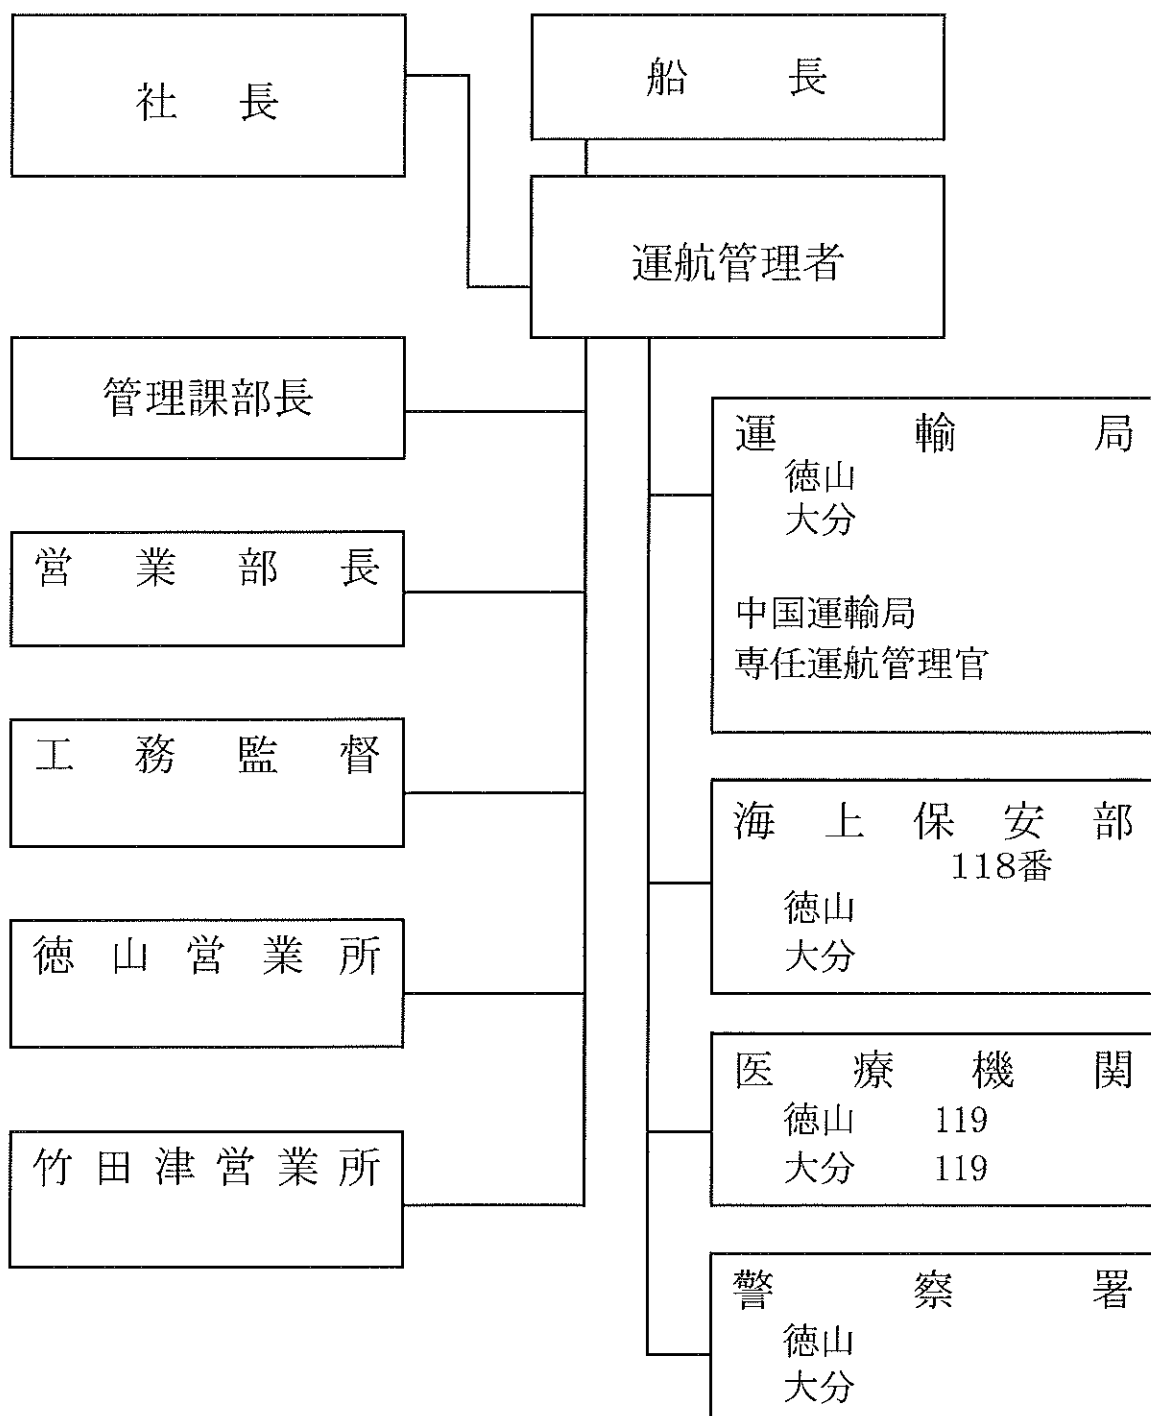 社長
船長
運航管理者
管理課部長
営業部長
工務監督
徳山営業所
竹田津営業所
運輸局
徳山
大分
中国運輸局
専任運航管理官
海上保安部
118番
徳山
大分
医療機関
徳山 119
大分 119
警察署
徳山
大分